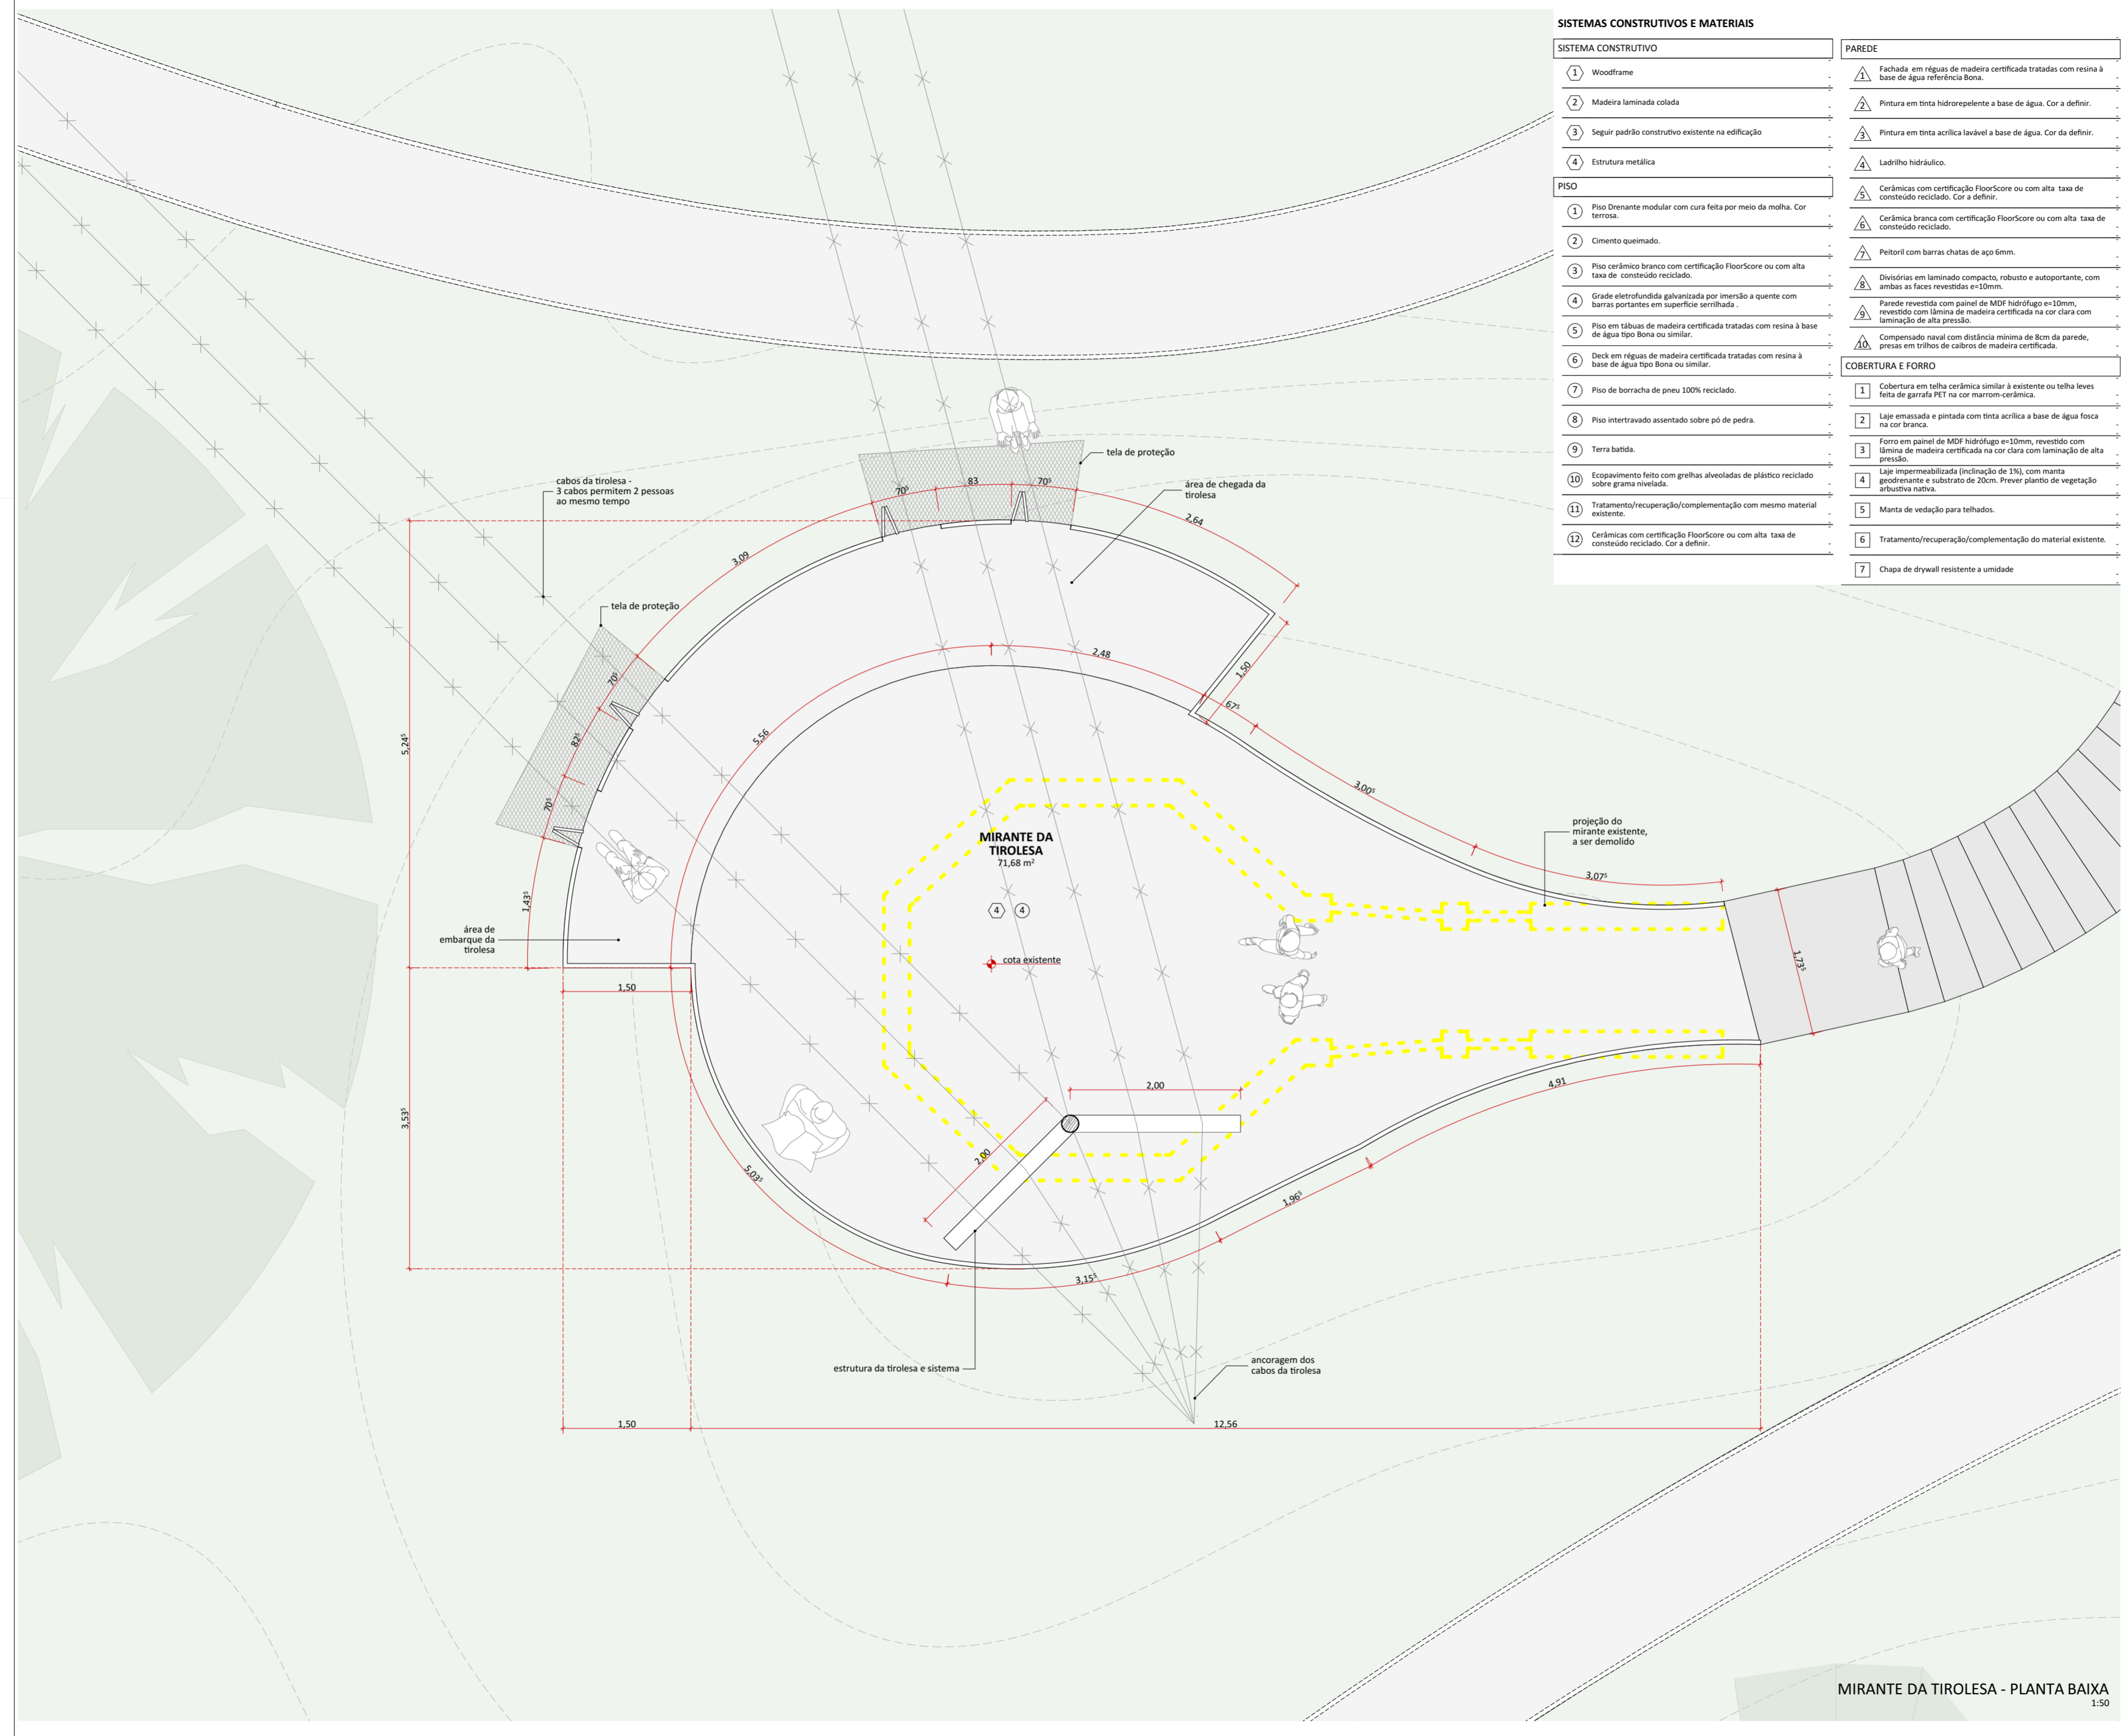 SISTEMAS CONSTRUTIVOS E MATERIAIS
SISTEMA CONSTRUTIVO
1 Woodframe
2 Madeira laminada colada
3 Seguir padrão construtivo existente na edificação
4 Estrutura metálica
PISO
1 Piso Drenante modular com cura feita por meio da molha. Cor
terrosa.
2 Cimento queimado.
3 Piso cerâmico branco com certificação FloorScore ou com alta
taxa de consteúdo reciclado.
4 Grade eletrofundida galvanizada por imersão a quente com
barras portantes em superfície serrilhada .
5 Piso em tábuas de madeira certificada tratadas com resina à base
de água tipo Bona ou similar.
6 Deck em réguas de madeira certificada tratadas com resina à
base de água tipo Bona ou similar.
7 Piso de borracha de pneu 100% reciclado.
8 Piso intertravado assentado sobre pó de pedra.
9 Terra batida.
10 Ecopavimento feito com grelhas alveoladas de plástico reciclado
sobre grama nivelada.
11 Tratamento/recuperação/complementação com mesmo material
existente.
12 Cerâmicas com certificação FloorScore ou com alta taxa de
consteúdo reciclado. Cor a definir.
PAREDE
1 Fachada em réguas de madeira certificada tratadas com resina à
base de água referência Bona.
2 Pintura em tinta hidrorepelente a base de água. Cor a definir.
3 Pintura em tinta acrílica lavável a base de água. Cor da definir.
4 Ladrilho hidráulico.
5 Cerâmicas com certificação FloorScore ou com alta taxa de
consteúdo reciclado. Cor a definir.
6 Cerâmica branca com certificação FloorScore ou com alta taxa de
consteúdo reciclado.
7 Peitoril com barras chatas de aço 6mm.
8 Divisórias em laminado compacto, robusto e autoportante, com
ambas as faces revestidas e=10mm.
9 Parede revestida com painel de MDF hidrófugo e=10mm,
revestido com lâmina de madeira certificada na cor clara com
laminação de alta pressão.
10 Compensado naval com distância mínima de 8cm da parede,
presas em trilhos de caibros de madeira certificada.
COBERTURA E FORRO
1 Cobertura em telha cerâmica similar à existente ou telha leves
feita de garrafa PET na cor marrom-cerâmica.
2 Laje emassada e pintada com tinta acrílica a base de água fosca
na cor branca.
3 Forro em painel de MDF hidrófugo e=10mm, revestido com
lâmina de madeira certificada na cor clara com laminação de alta
pressão.
4 Laje impermeabilizada (inclinação de 1%), com manta
geodrenante e substrato de 20cm. Prever plantio de vegetação
arbustiva nativa.
5 Manta de vedação para telhados.
6 Tratamento/recuperação/complementação do material existente.
7 Chapa de drywall resistente a umidade
tela de proteção
cabos da tirolesa -
3 cabos permitem 2 pessoas
ao mesmo tempo
área de chegada da
tirolesa
70⁵
83
70⁵
2,64
3,09
tela de proteção
2,48
1,50
67⁵
70⁵
82⁵
70⁵
5,56
5,24⁵
3,00⁵
projeção do
mirante existente,
a ser demolido
MIRANTE DA
TIROLESA
71,68 m²
4
4
3,07⁵
1,43⁵
área de
embarque da
tirolesa
cota existente
1,73⁵
1,50
2,00
4,91
3,53⁵
2,00
5,03⁵
1,96⁵
3,15⁵
estrutura da tirolesa e sistema
ancoragem dos
cabos da tirolesa
1,50
12,56
MIRANTE DA TIROLESA - PLANTA BAIXA
1:50